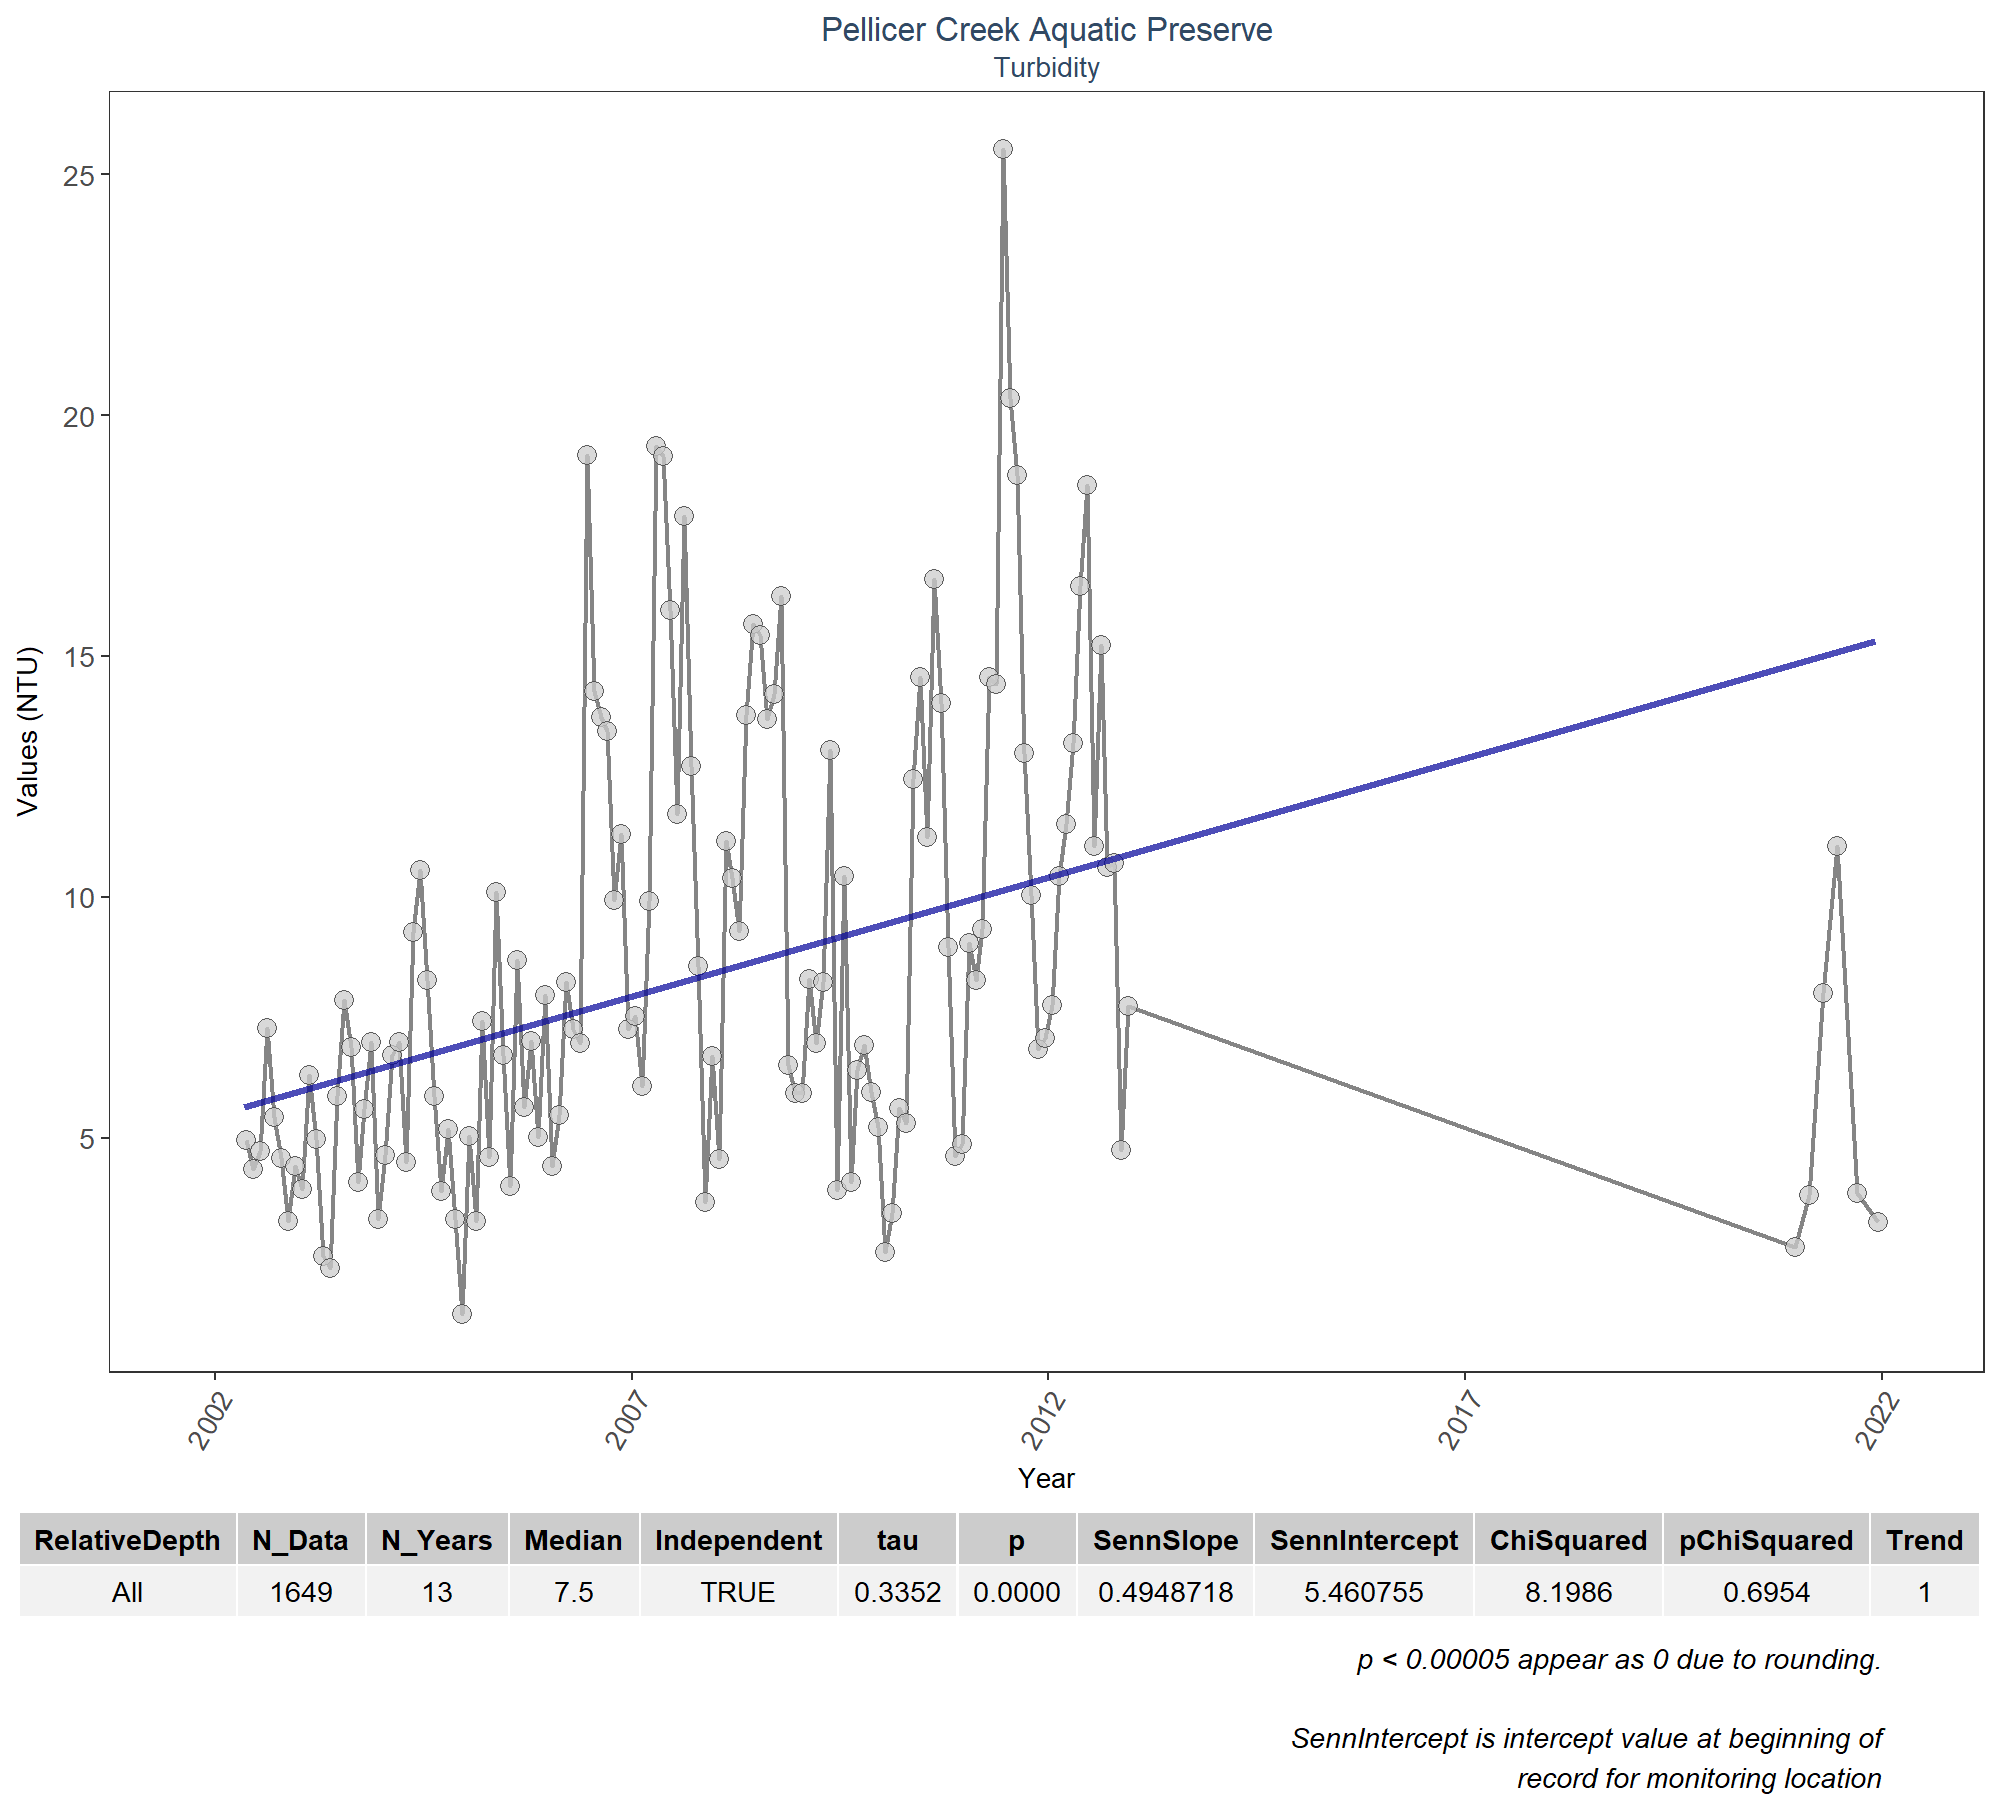 Pellicer Creek Aquatic Preserve
Turbidity
25
20
15
10
5
Values (NTU)
2002
2007
2012
2017
2022
Year
RelativeDepth N_Data N_Years Median Independent tau p SennSlope SennIntercept ChiSquared pChiSquared Trend
All 1649 13 7.5 TRUE 0.3352 0.0000 0.4948718 5.460755 8.1986 0.6954 1
p < 0.00005 appear as 0 due to rounding.
SennIntercept is intercept value at beginning of
record for monitoring location